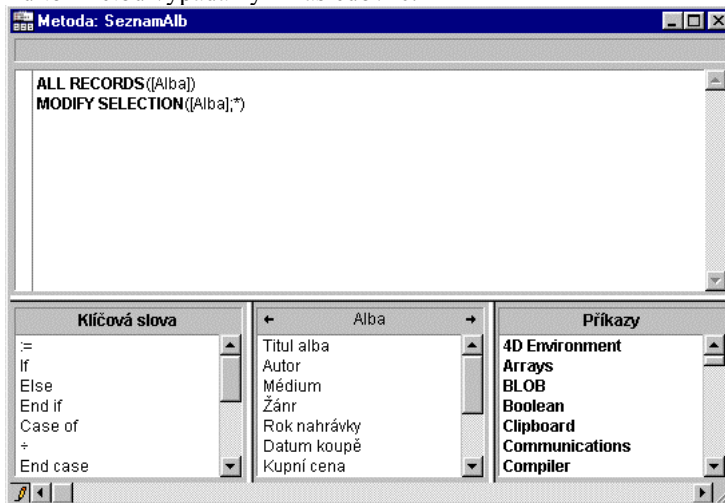 Metoda: SeznamAlb
ALL RECORDS([Alba])
MODIFY SELECTION([Alba];*)
Klíčová slova
:=
If
Else
End if
Case of
÷
End case
Alba
Titul alba
Autor
Médium
Žánr
Rok nahrávky
Datum koupě
Kupní cena
Příkazy
4D Environment
Arrays
BLOB
Boolean
Clipboard
Communications
Compiler